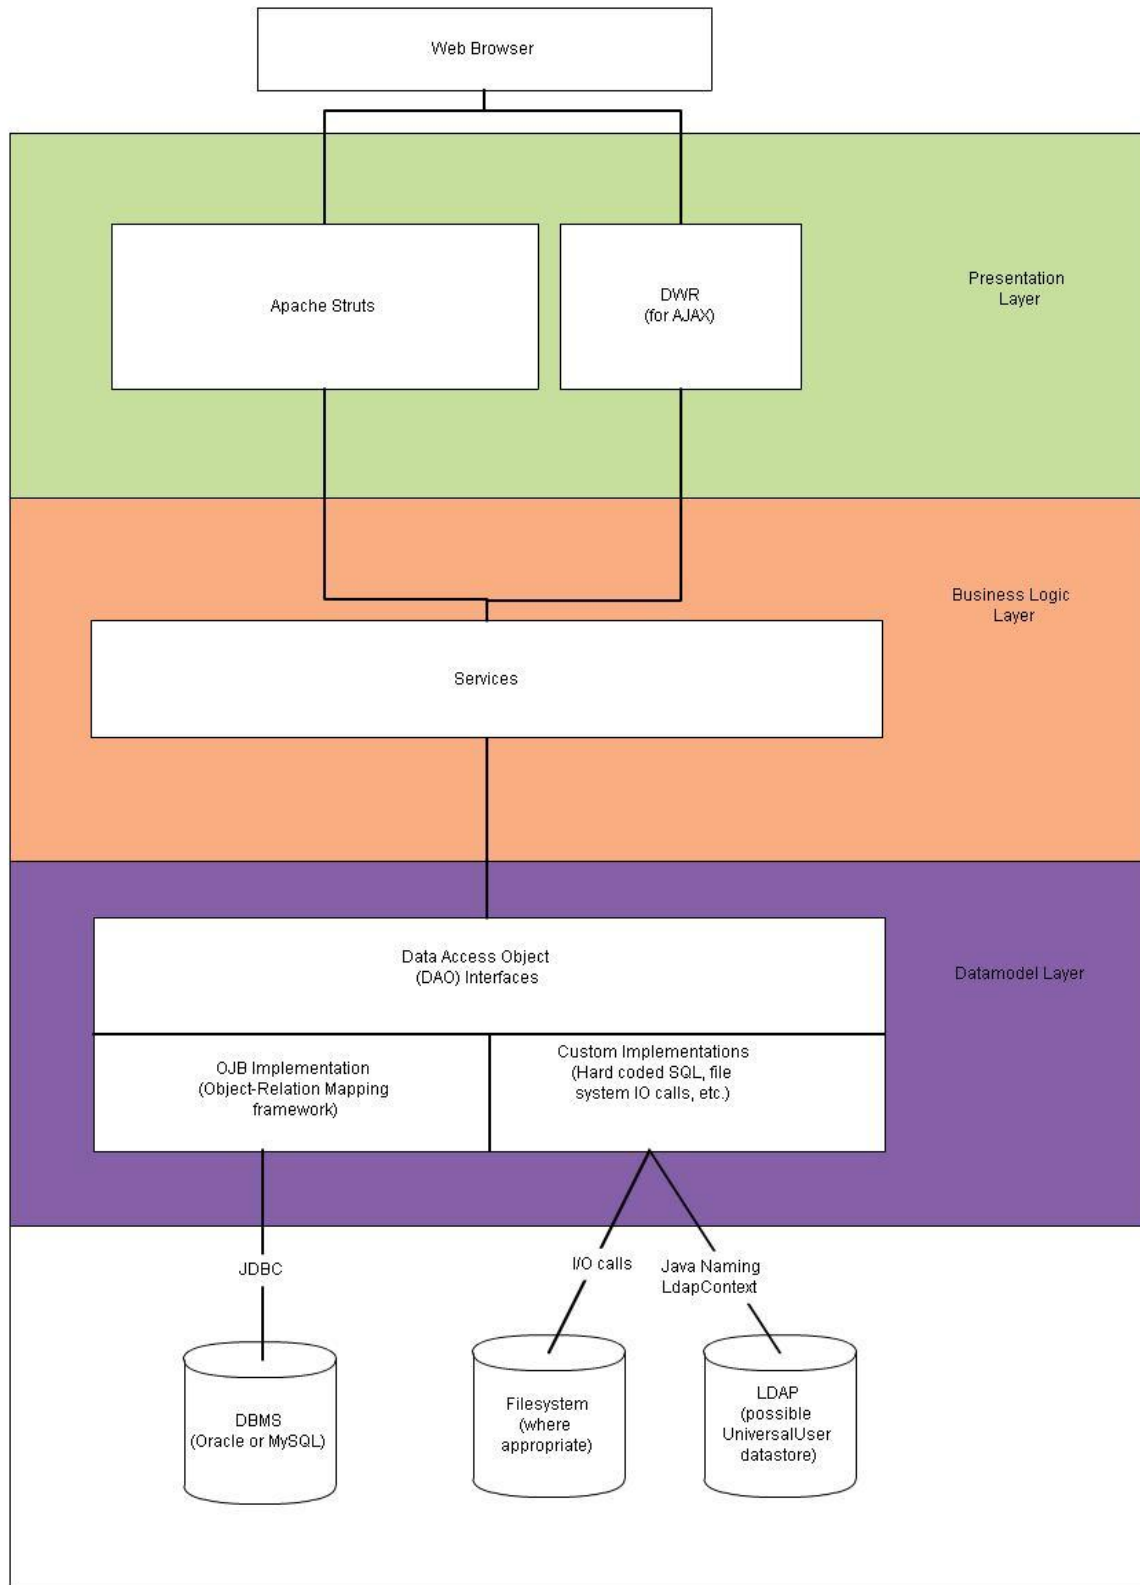 Web Browser
Apache Struts
DWR
(for AJAX)
Presentation
Layer
Business Logic
Layer
Services
Data Access Object
(DAO) Interfaces
Datamodel Layer
OJB Implementation
(Object-Relation Mapping
framework)
Custom Implementations
(Hard coded SQL, file
system IO calls, etc.)
JDBC
I/O calls
Java Naming
LdapContext
DBMS
(Oracle or MySQL)
Filesystem
(where
appropriate)
LDAP
(possible
UniversalUser
datastore)